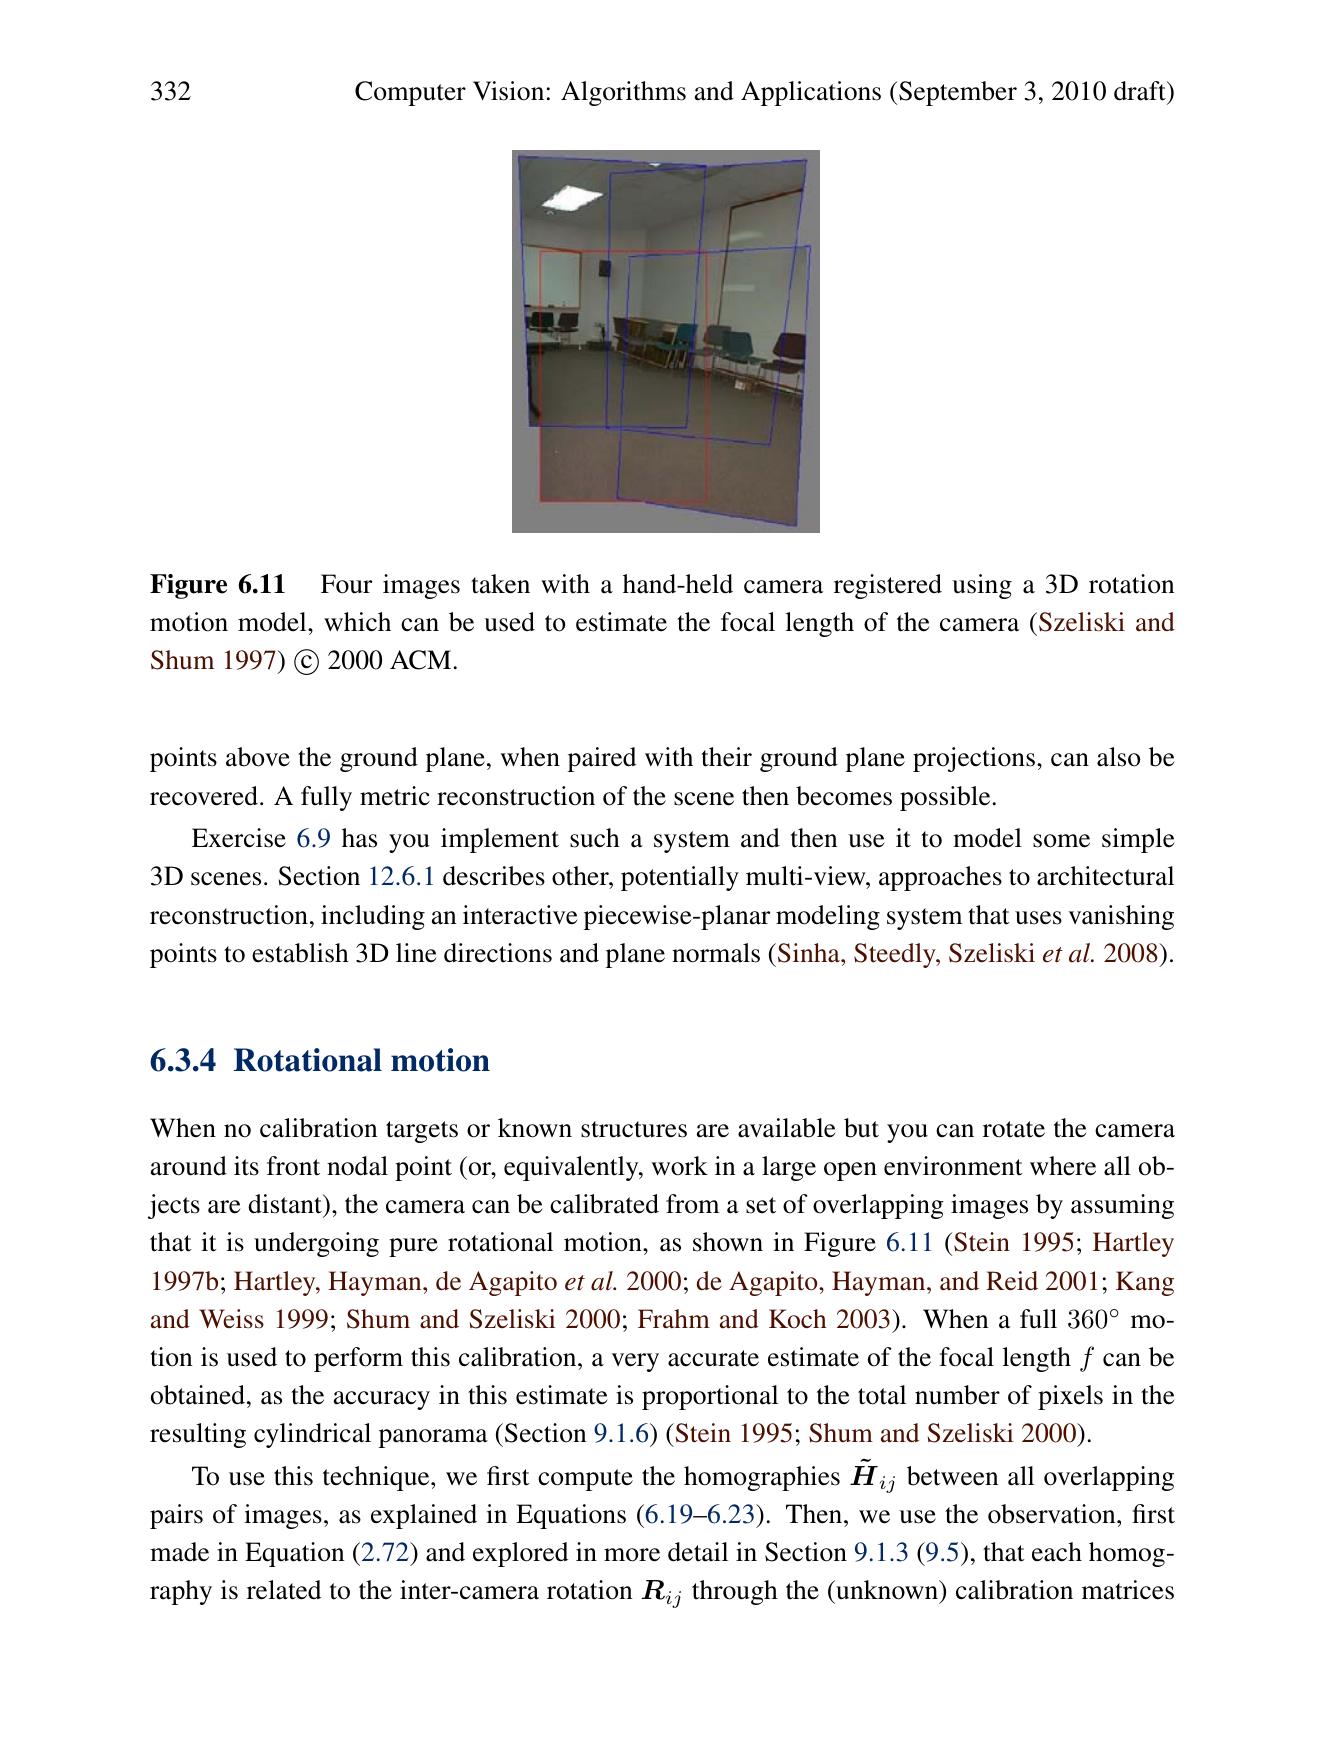 332 Computer Vision: Algorithms and Applications (September 3, 2010 draft)
Figure 6.11 Four images taken with a hand-held camera registered using a 3D rotation
motion model, which can be used to estimate the focal length of the camera (Szeliski and
Shum 1997) © 2000 ACM.
points above the ground plane, when paired with their ground plane projections, can also be
recovered. A fully metric reconstruction of the scene then becomes possible.
Exercise 6.9 has you implement such a system and then use it to model some simple
3D scenes. Section 12.6.1 describes other, potentially multi-view, approaches to architectural
reconstruction, including an interactive piecewise-planar modeling system that uses vanishing
points to establish 3D line directions and plane normals (Sinha, Steedly, Szeliski et al. 2008).
6.3.4 Rotational motion
When no calibration targets or known structures are available but you can rotate the camera
around its front nodal point (or, equivalently, work in a large open environment where all ob-
jects are distant), the camera can be calibrated from a set of overlapping images by assuming
that it is undergoing pure rotational motion, as shown in Figure 6.11 (Stein 1995; Hartley
1997b; Hartley, Hayman, de Agapito et al. 2000; de Agapito, Hayman, and Reid 2001; Kang
and Weiss 1999; Shum and Szeliski 2000; Frahm and Koch 2003). When a full 360° mo-
tion is used to perform this calibration, a very accurate estimate of the focal length f can be
obtained, as the accuracy in this estimate is proportional to the total number of pixels in the
resulting cylindrical panorama (Section 9.1.6) (Stein 1995; Shum and Szeliski 2000).
To use this technique, we first compute the homographies H̃ij between all overlapping
pairs of images, as explained in Equations (6.19–6.23). Then, we use the observation, first
made in Equation (2.72) and explored in more detail in Section 9.1.3 (9.5), that each homog-
raphy is related to the inter-camera rotation Rij through the (unknown) calibration matrices